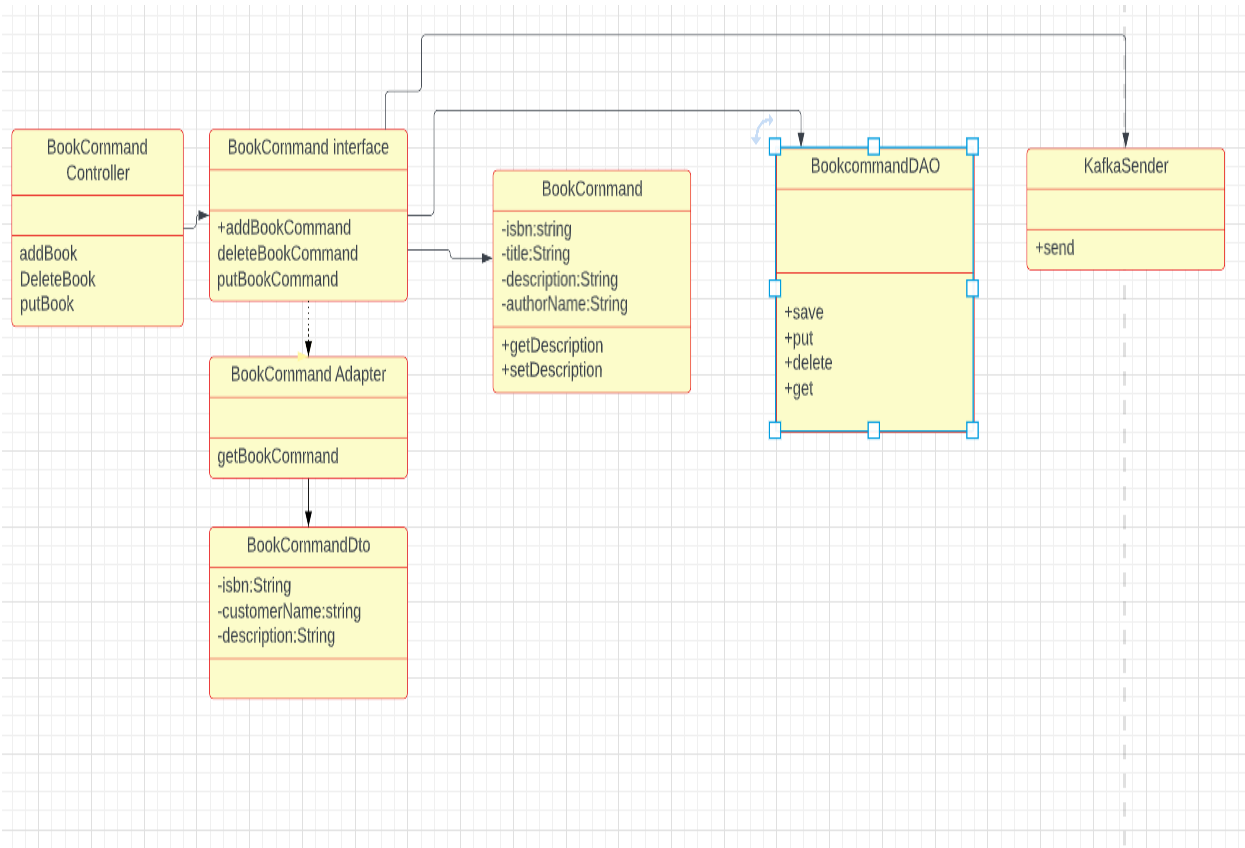 BookCommand
Controller
addBook
DeleteBook
putBook
BookCommand interface
+addBookCommand
deleteBookCommand
putBookCommand
BookCommand Adapter
getBookCommand
BookCommandDto
-isbn:String
-customerName:string
-description:String
BookCommand
-isbn:string
-title:String
-description:String
-authorName:String
+getDescription
+setDescription
BookcommandDAO
+save
+put
+delete
+get
KafkaSender
+send